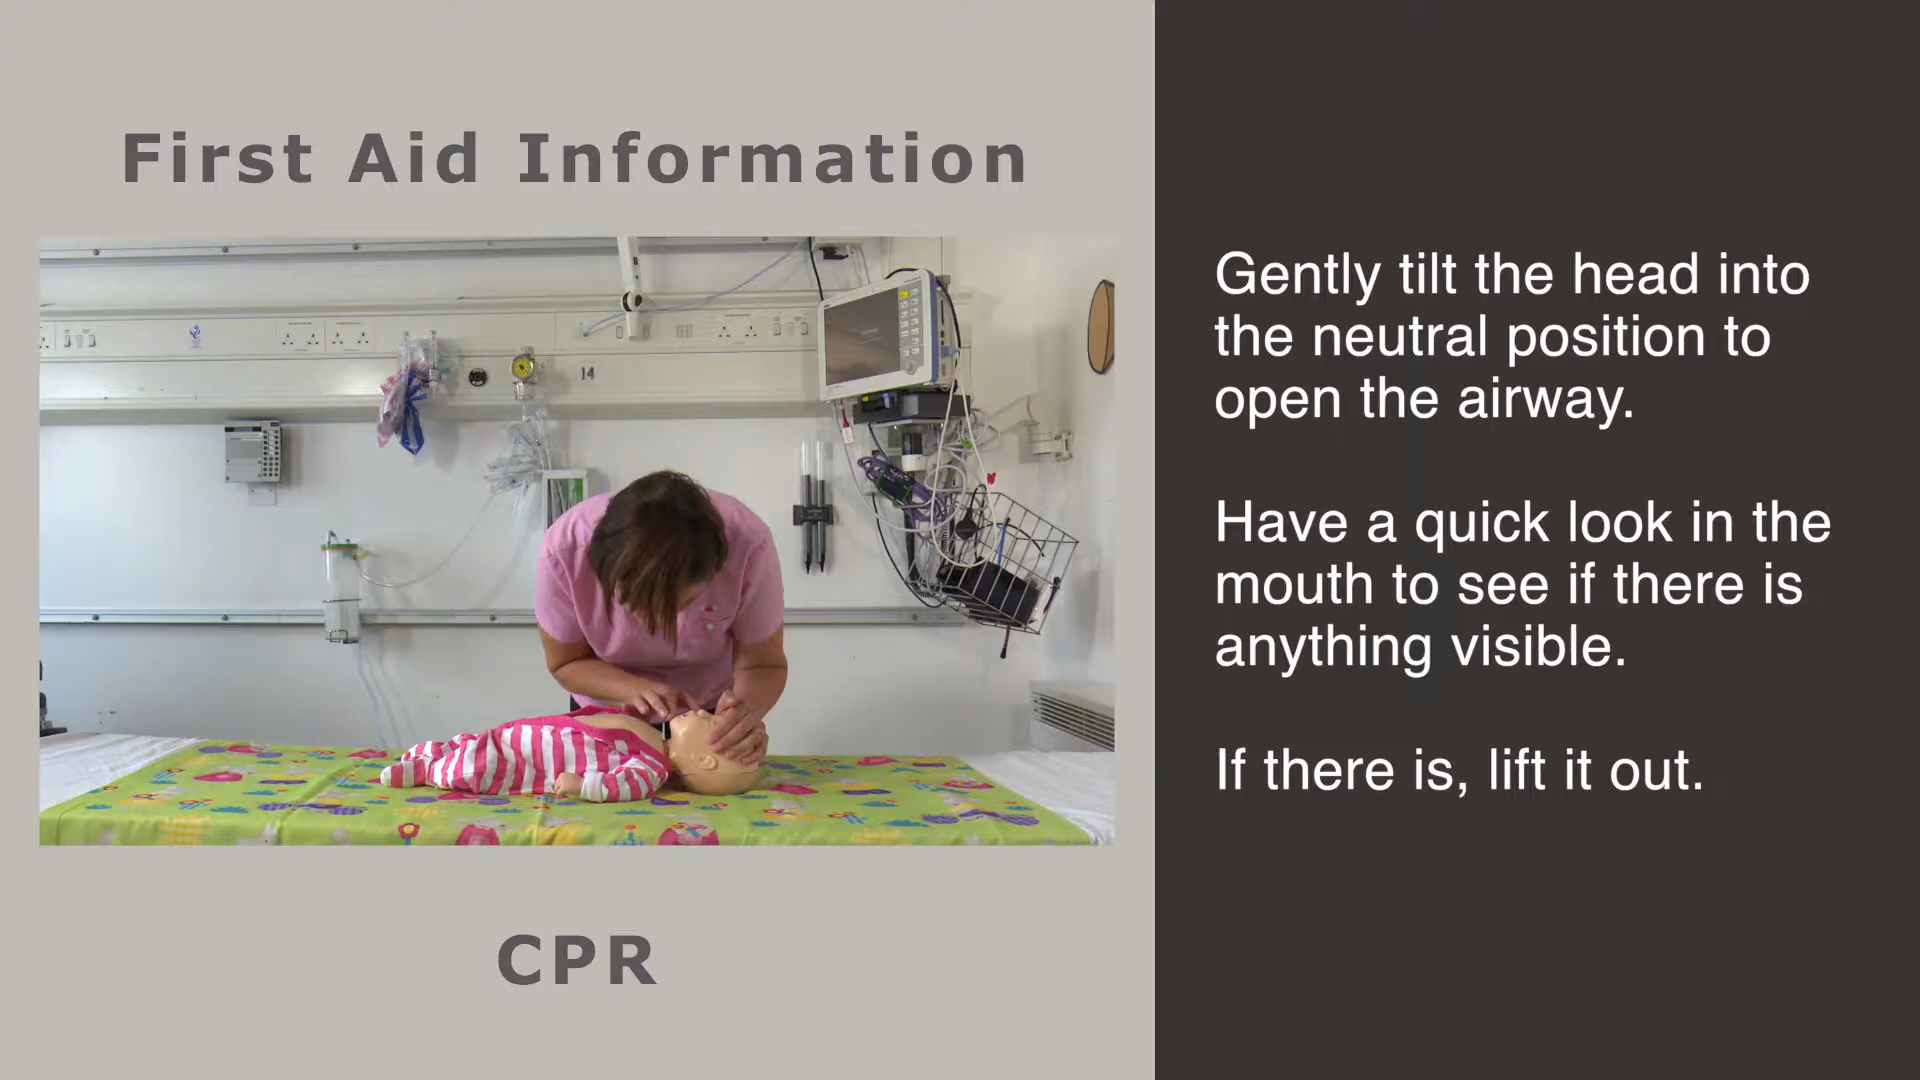 First Aid Information
14
CPR
Gently tilt the head into
the neutral position to
open the airway.
Have a quick look in the
mouth to see if there is
anything visible.
If there is, lift it out.